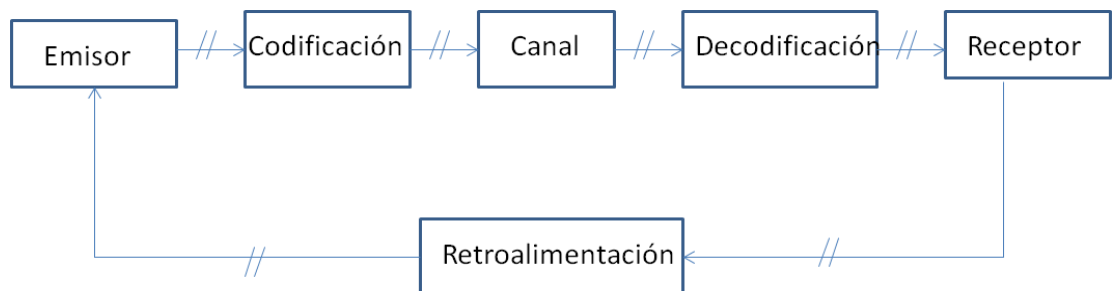 Emisor
Codificación
Canal
Decodificación
Receptor
Retroalimentación